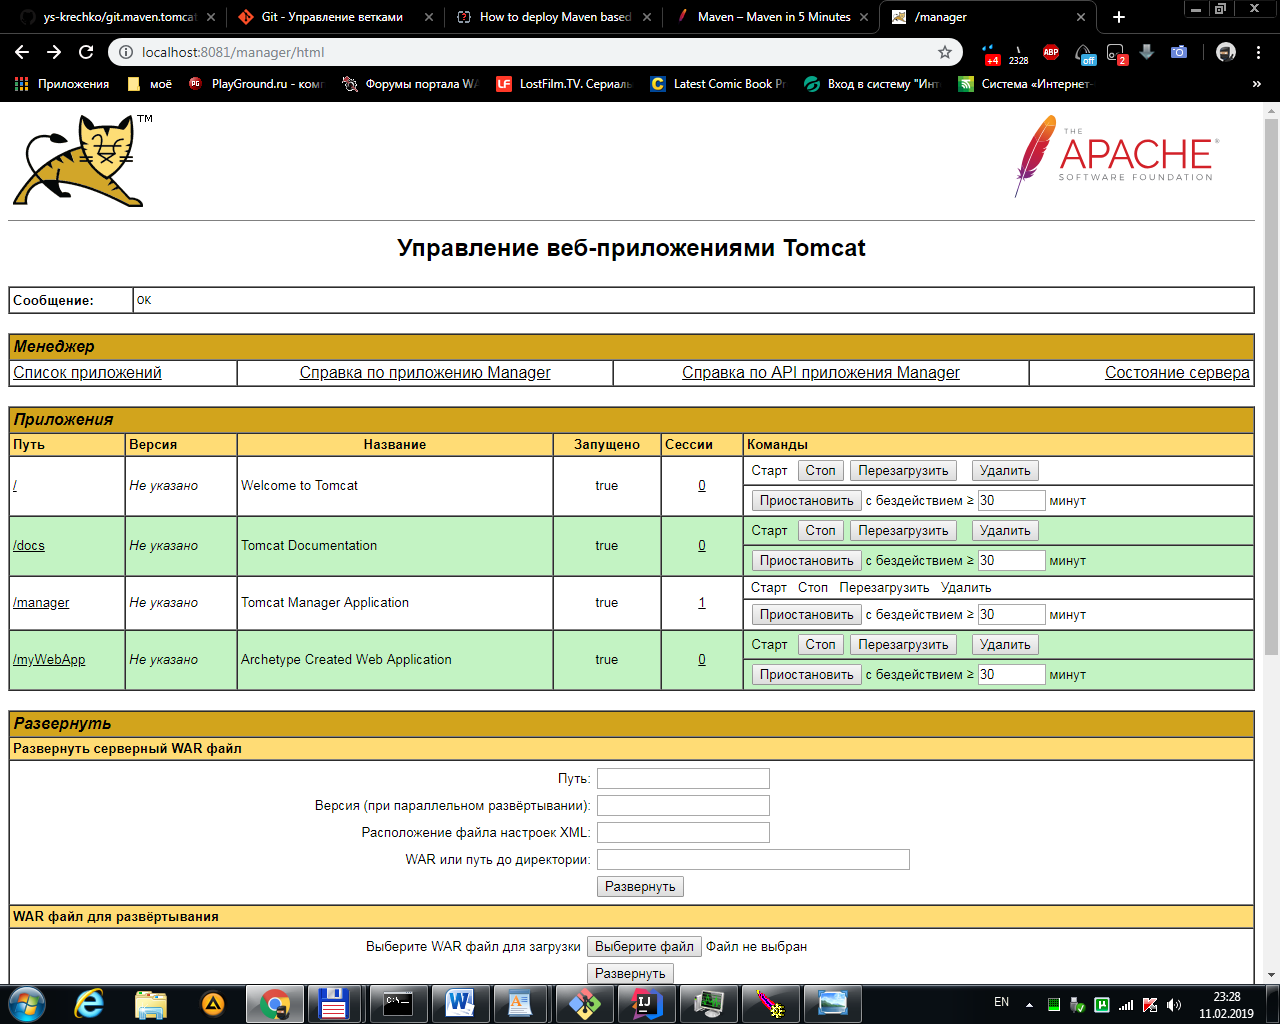 ys-krechko/git.maven.tomcat
Git - Управление ветками
How to deploy Maven based
Maven – Maven in 5 Minutes
/manager
localhost:8081/manager/html
+4
2328
ABP
off
2
Приложения
моё
PlayGround.ru - комп
Форумы портала WA
LostFilm.TV. Сериалы
Latest Comic Book Pr
Вход в систему "Инт
Система «Интернет-
»
TM
THE
APACHE®
SOFTWARE FOUNDATION
Управление веб-приложениями Tomcat
Сообщение: OK
Менеджер
Список приложений Справка по приложению Manager Справка по API приложения Manager Состояние сервера
Приложения
Путь Версия Название Запущено Сессии Команды
/ Не указано Welcome to Tomcat true 0
Старт Стоп Перезагрузить Удалить
Приостановить с бездействием ≥ 30 минут
/docs Не указано Tomcat Documentation true 0
Старт Стоп Перезагрузить Удалить
Приостановить с бездействием ≥ 30 минут
/manager Не указано Tomcat Manager Application true 1
Старт Стоп Перезагрузить Удалить
Приостановить с бездействием ≥ 30 минут
/myWebApp Не указано Archetype Created Web Application true 0
Старт Стоп Перезагрузить Удалить
Приостановить с бездействием ≥ 30 минут
Развернуть
Развернуть серверный WAR файл
Путь:
Версия (при параллельном развёртывании):
Расположение файла настроек XML:
WAR или путь до директории:
Развернуть
WAR файл для развёртывания
Выберите WAR файл для загрузки Выберите файл Файл не выбран
Развернуть
EN
23:28
11.02.2019